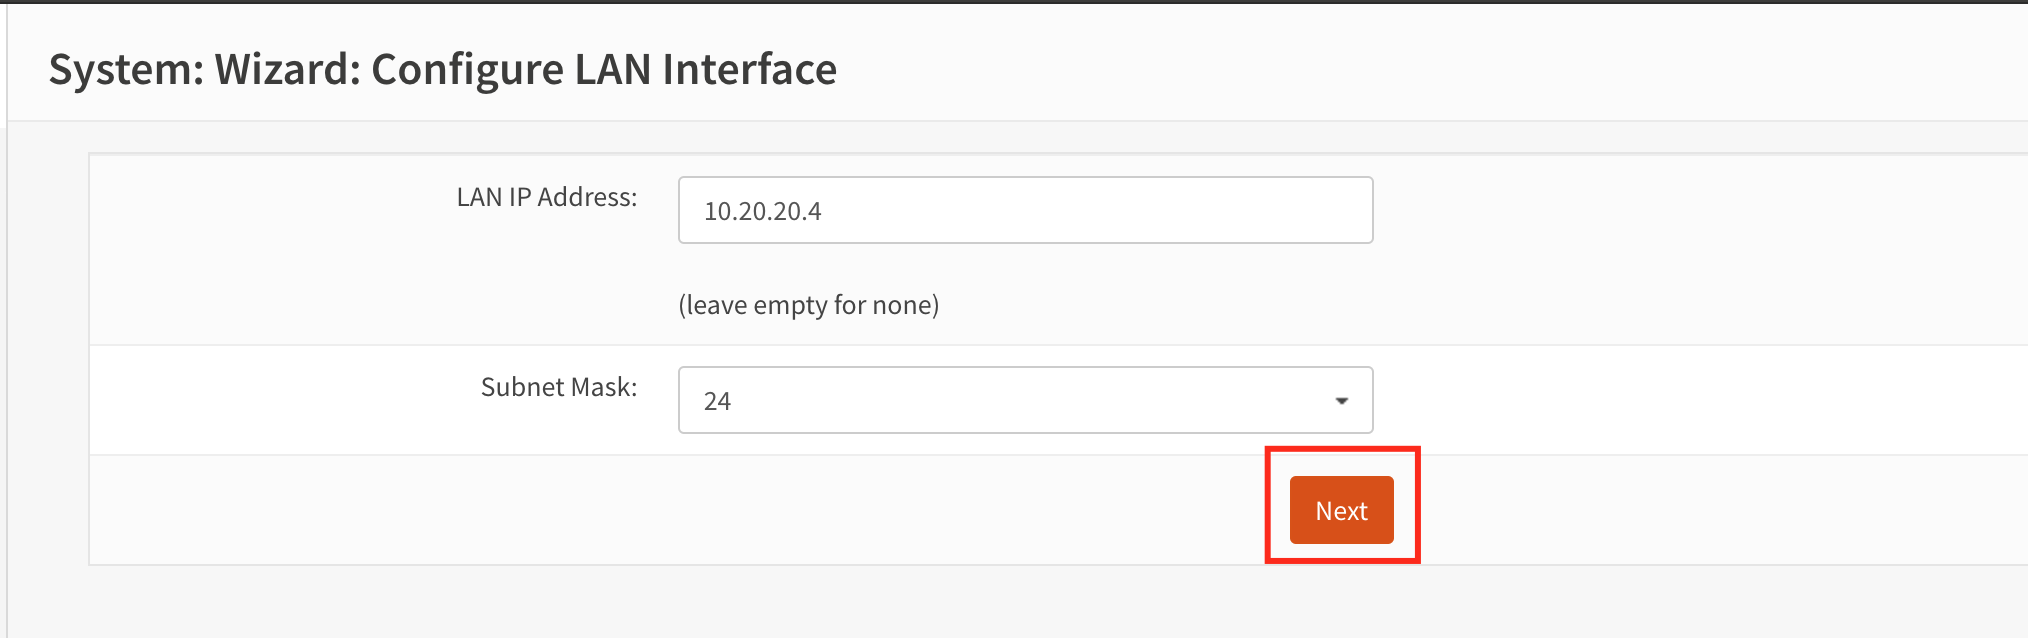 System: Wizard: Configure LAN Interface
LAN IP Address:
10.20.20.4
(leave empty for none)
Subnet Mask:
24
Next